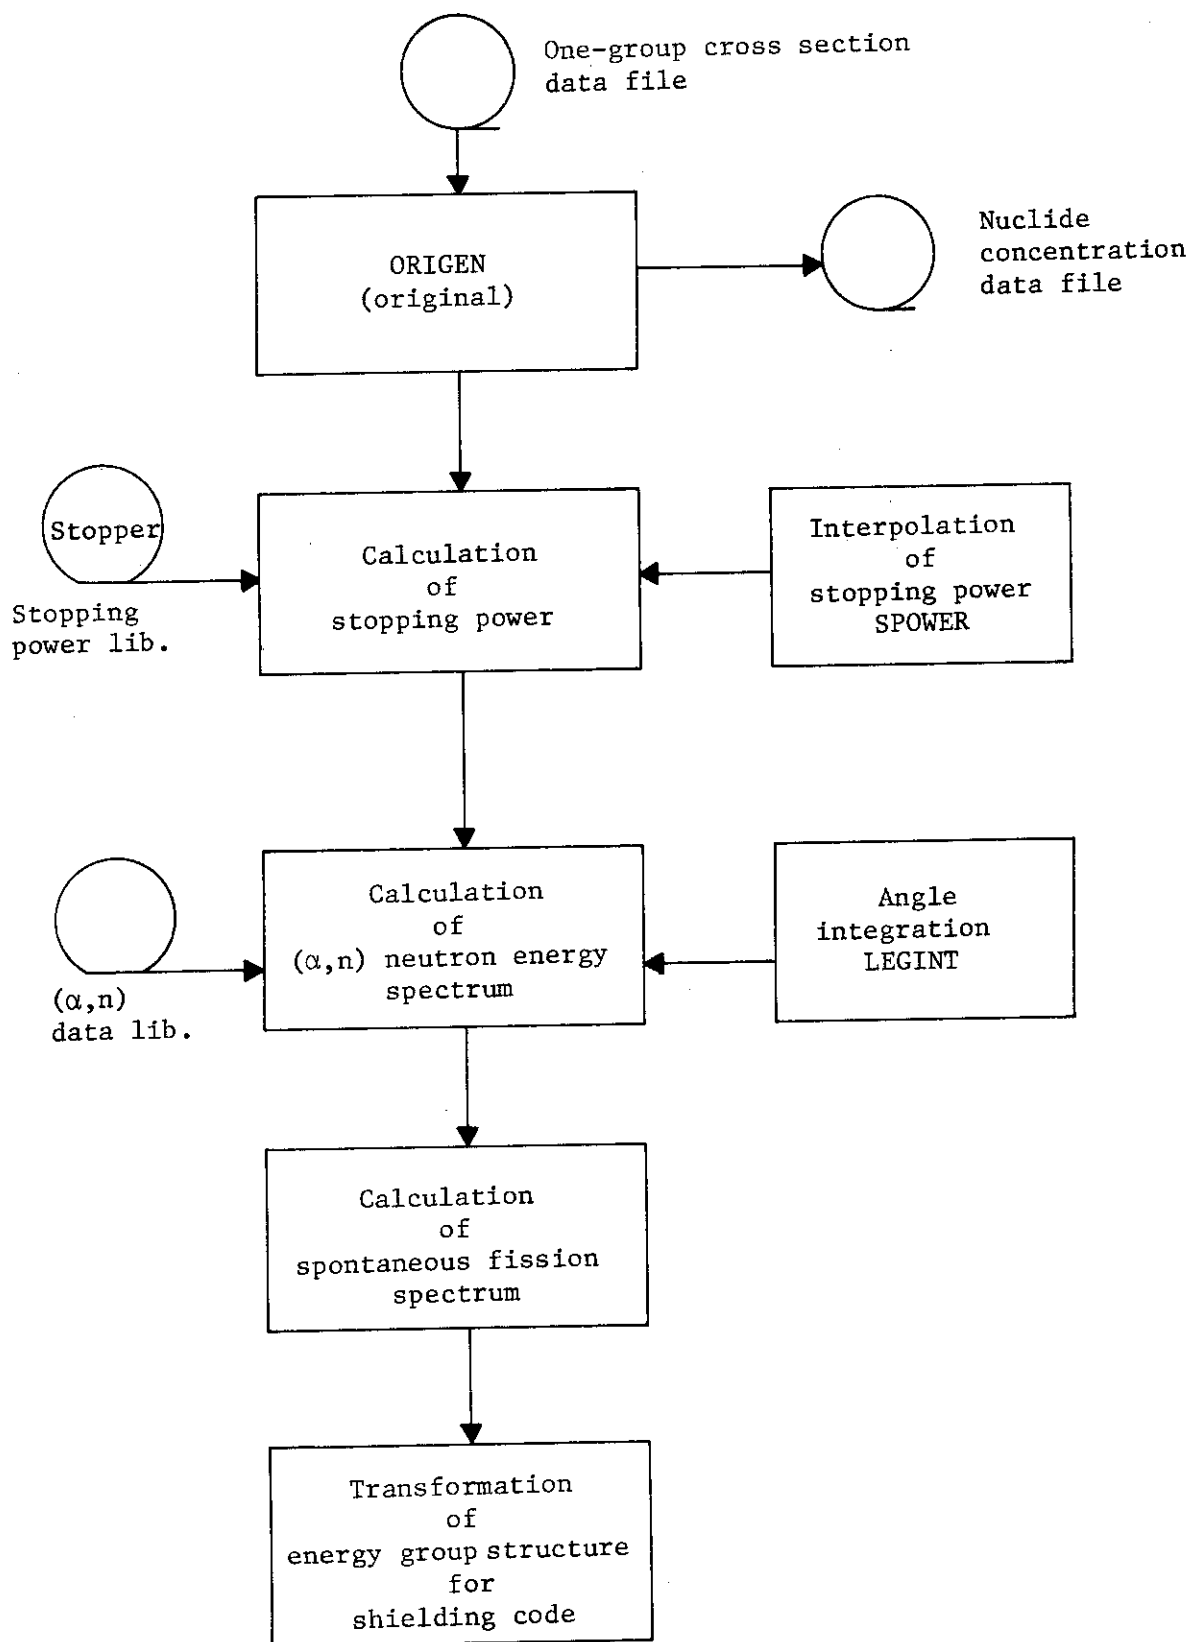 One-group cross section
data file
ORIGEN
(original)
Nuclide
concentration
data file
Stopper
Stopping
power lib.
Calculation
of
stopping power
Interpolation
of
stopping power
SPOWER
(α,n)
data lib.
Calculation
of
(α,n) neutron energy
spectrum
Angle
integration
LEGINT
Calculation
of
spontaneous fission
spectrum
Transformation
of
energy group structure
for
shielding code